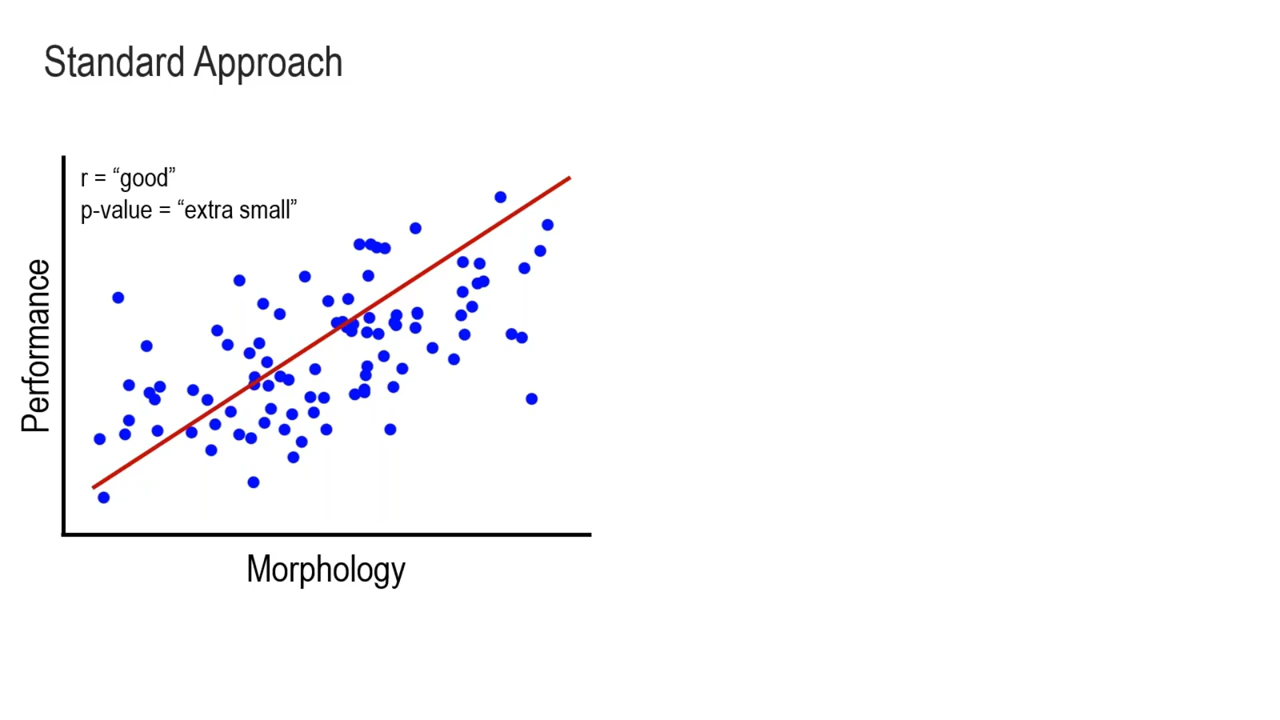 Standard Approach
r = “good”
p-value = “extra small”
Performance
Morphology